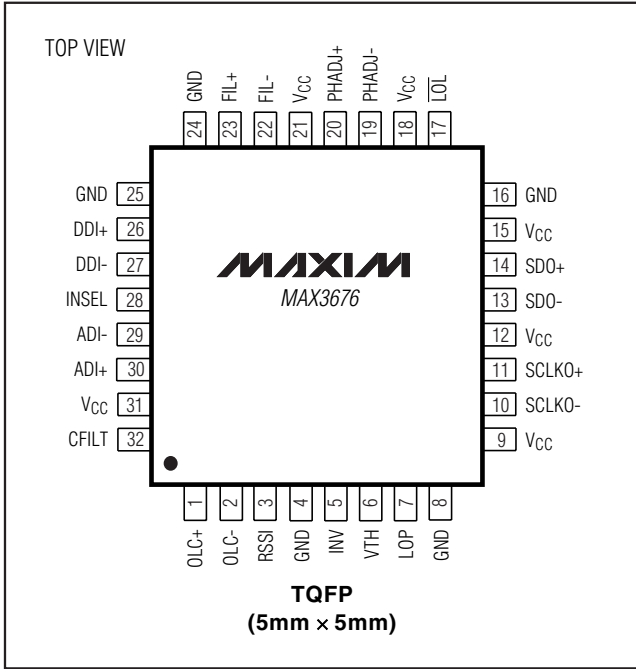 TOP VIEW
GND FIL+ FIL- VCC PHADJ+ PHADJ- VCC L̅O̅L̅
24 23 22 21 20 19 18 17
GND 25
DDI+ 26
DDI- 27
INSEL 28
ADI- 29
ADI+ 30
VCC 31
CFILT 32
MAXIM
MAX3676
16 GND
15 VCC
14 SDO+
13 SDO-
12 VCC
11 SCLKO+
10 SCLKO-
9 VCC
1 2 3 4 5 6 7 8
OLC+ OLC- RSSI GND INV VTH LOP GND
TQFP
(5mm × 5mm)